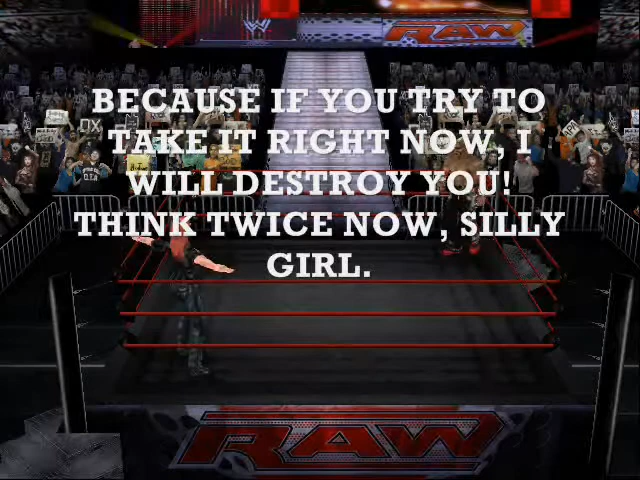 RAW
BECAUSE IF YOU TRY TO
TAKE IT RIGHT NOW, I
WILL DESTROY YOU!
THINK TWICE NOW, SILLY
GIRL.
DX
RAW